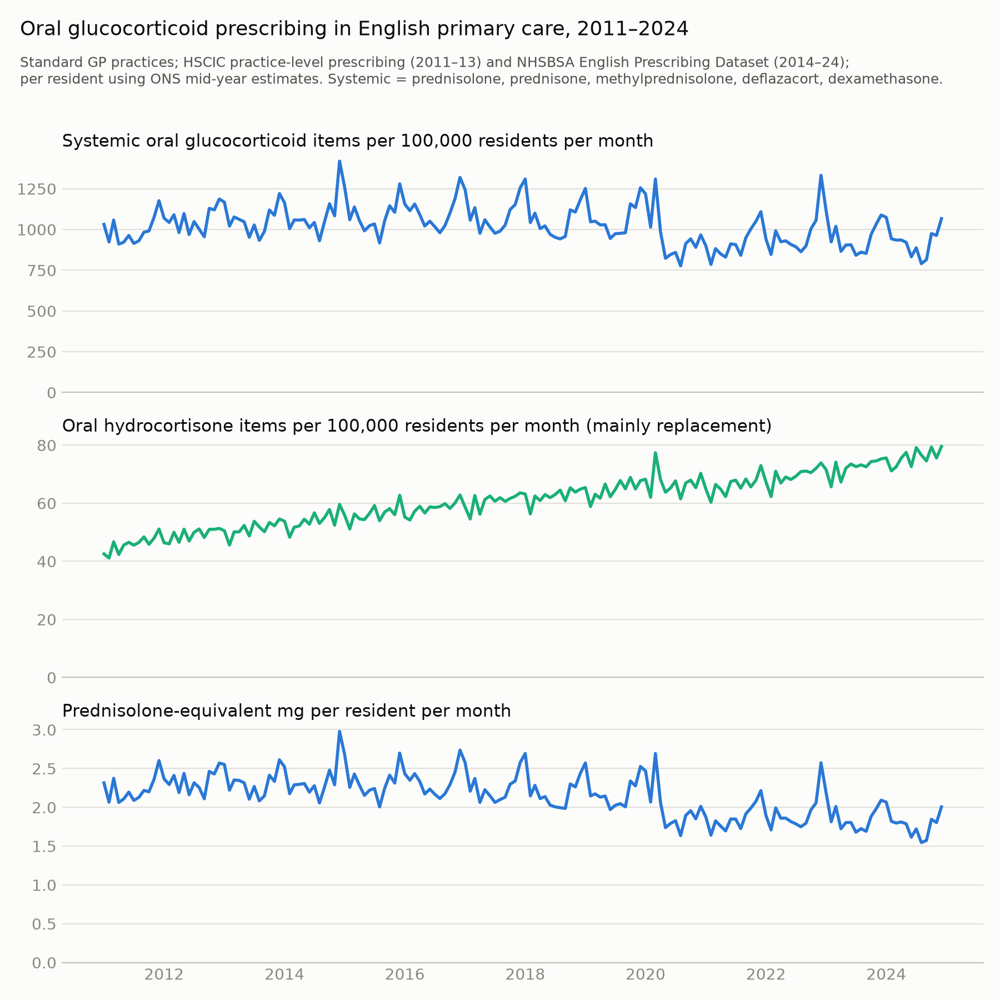 Oral glucocorticoid prescribing in English primary care, 2011–2024
Standard GP practices; HSCIC practice-level prescribing (2011–13) and NHSBSA English Prescribing Dataset (2014–24);
per resident using ONS mid-year estimates. Systemic = prednisolone, prednisone, methylprednisolone, deflazacort, dexamethasone.
Systemic oral glucocorticoid items per 100,000 residents per month
1250
1000
750
500
250
0
Oral hydrocortisone items per 100,000 residents per month (mainly replacement)
80
60
40
20
0
Prednisolone-equivalent mg per resident per month
3.0
2.5
2.0
1.5
1.0
0.5
0.0
2012 2014 2016 2018 2020 2022 2024